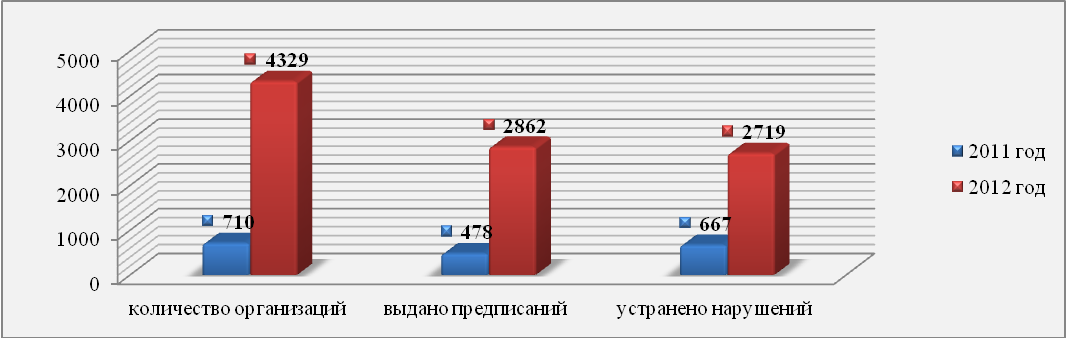 5000
4000
3000
2000
1000
0
4329
2862
2719
710
478
667
количество организаций
выдано предписаний
устранено нарушений
2011 год
2012 год